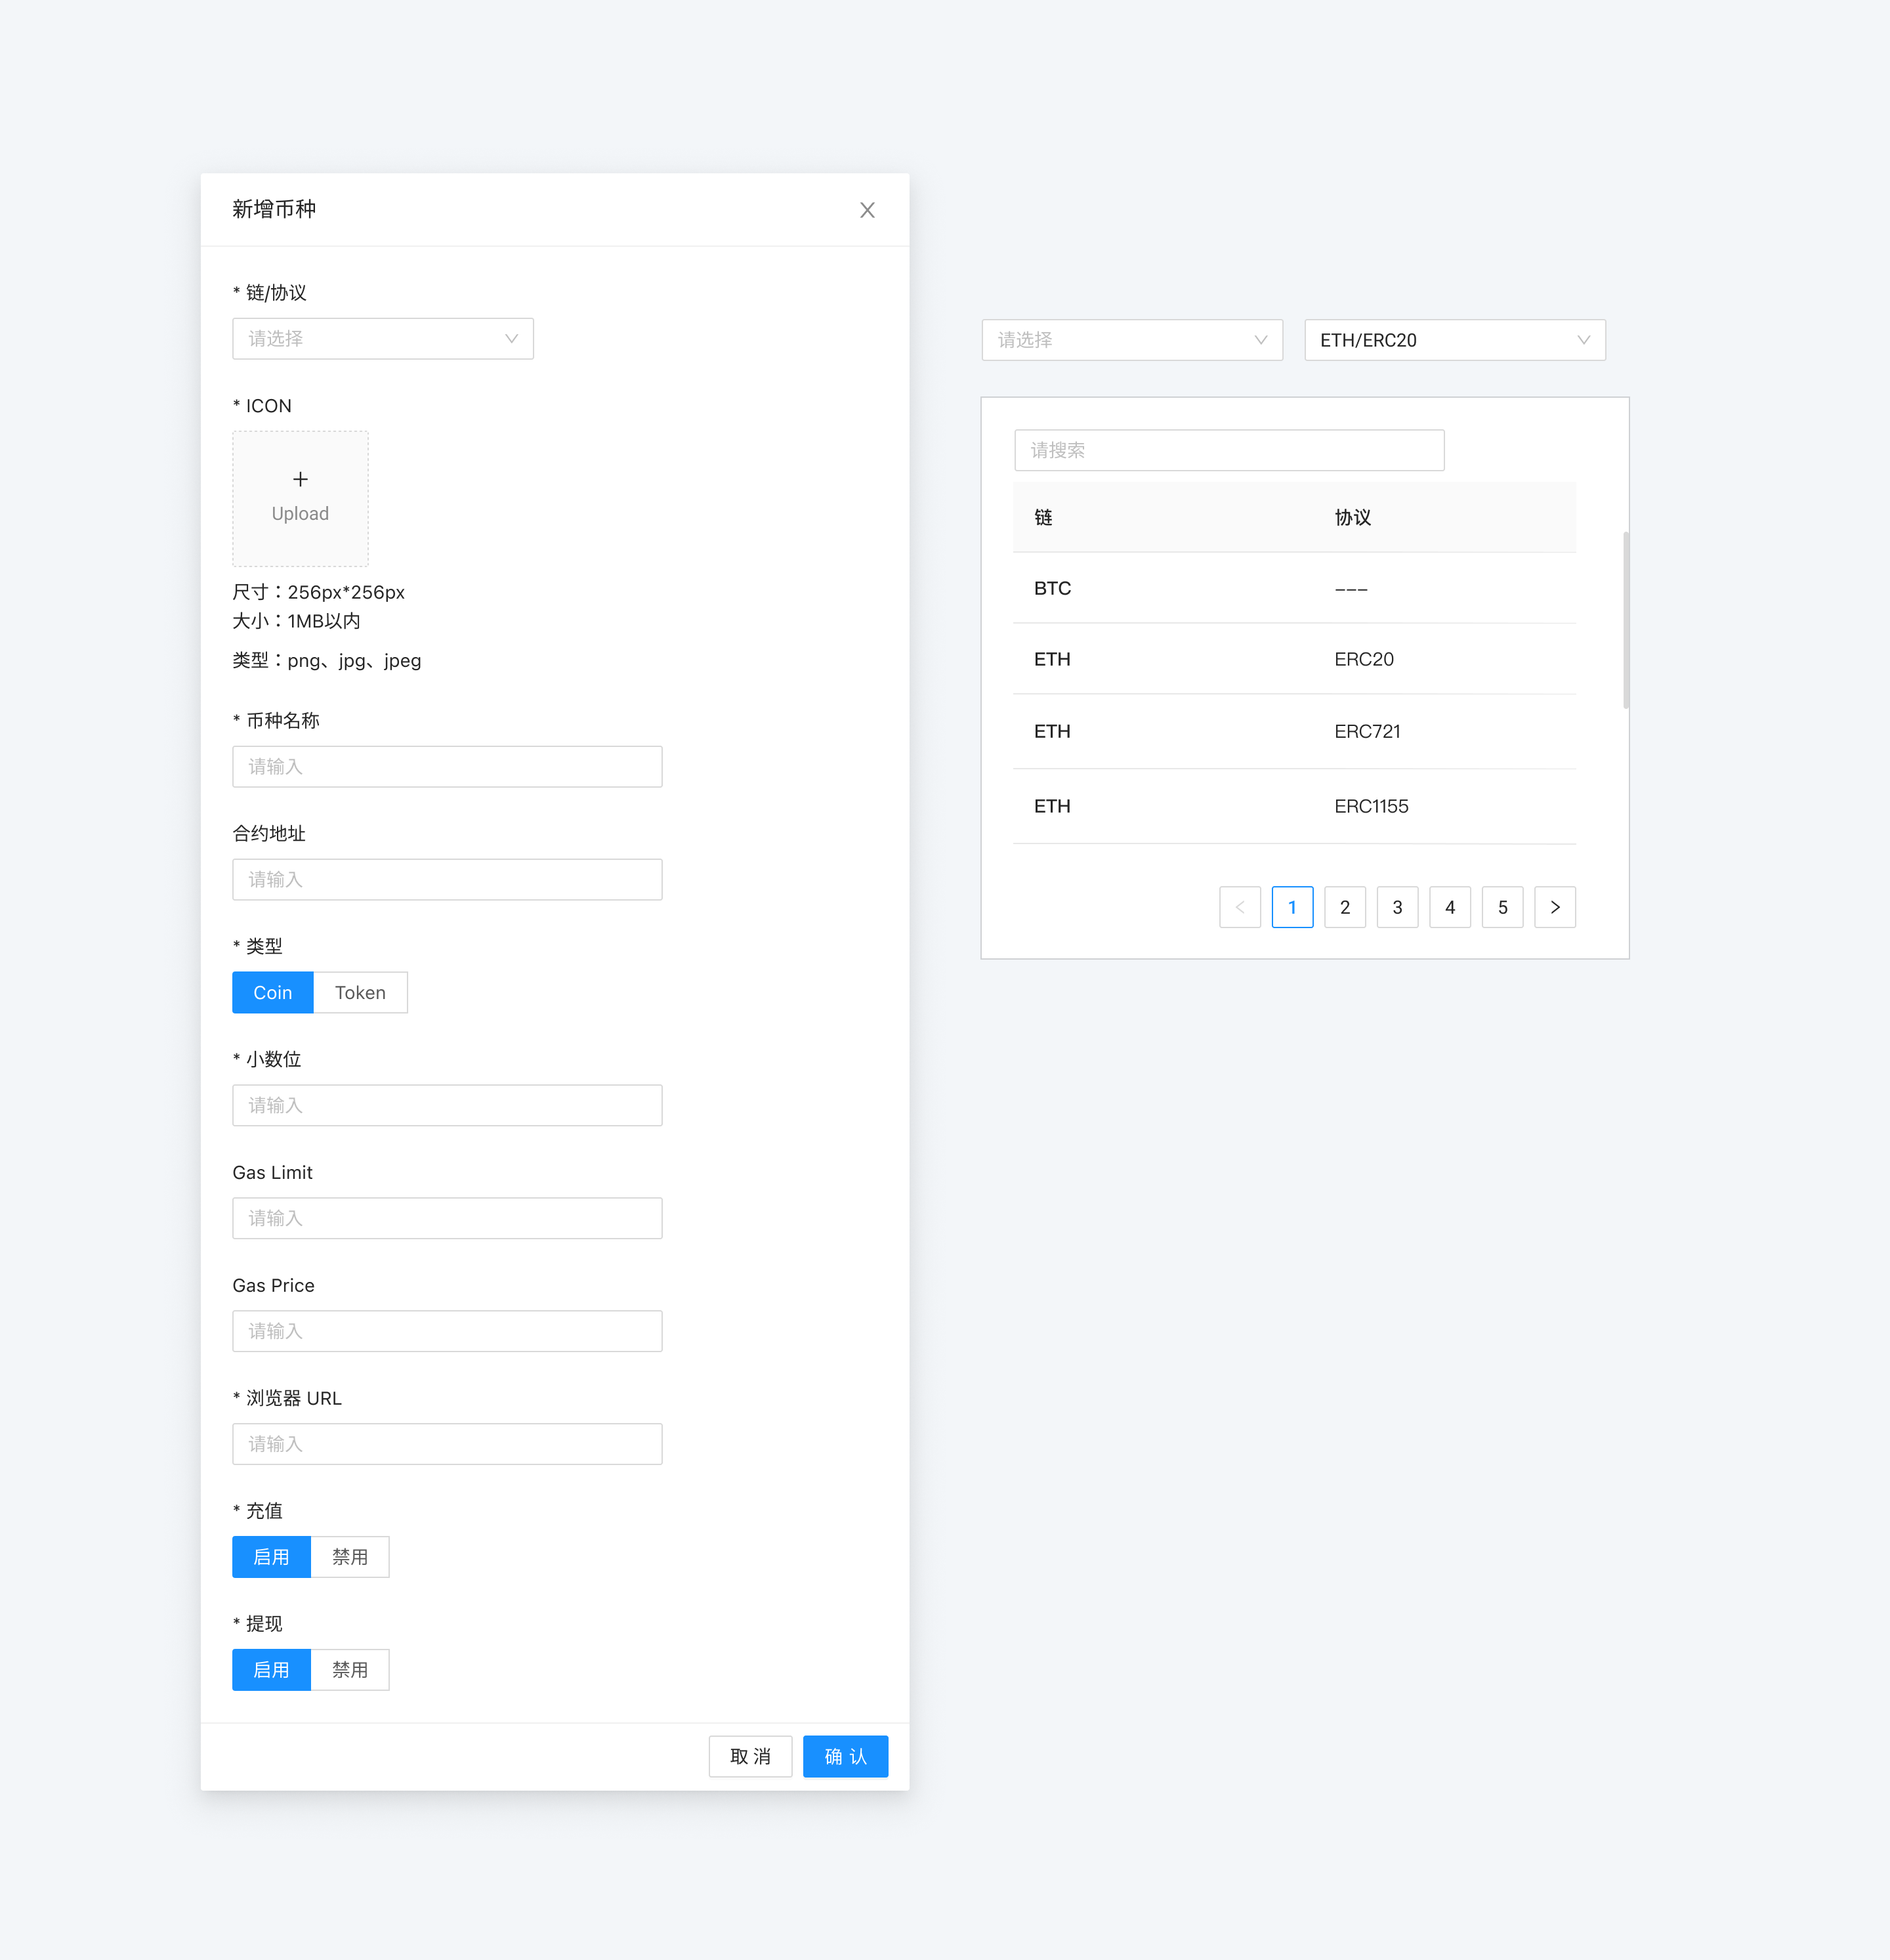 新增币种
* 链/协议
请选择
* ICON
Upload
尺寸：256px*256px
大小：1MB以内
类型：png、jpg、jpeg
* 币种名称
请输入
合约地址
请输入
* 类型
Coin Token
* 小数位
请输入
Gas Limit
请输入
Gas Price
请输入
* 浏览器 URL
请输入
* 充值
启用 禁用
* 提现
启用 禁用
取 消 确 认
请选择 ETH/ERC20
请搜索
链 协议
BTC ---
ETH ERC20
ETH ERC721
ETH ERC1155
< 1 2 3 4 5 >